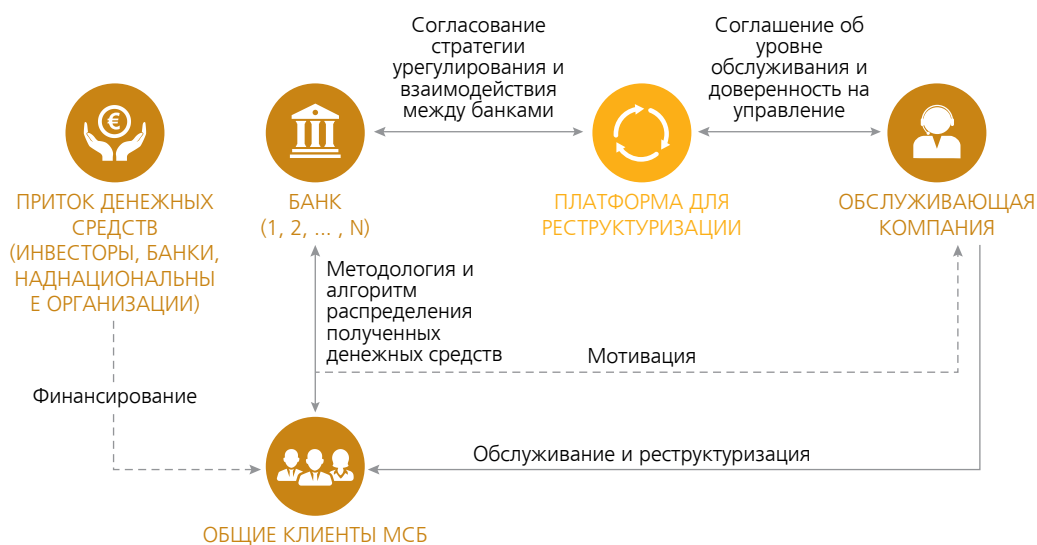 Согласование
стратегии
урегулирования и
взаимодействия
между банками
Соглашение об
уровне
обслуживания и
доверенность на
управление
€
ПРИТОК ДЕНЕЖНЫХ
СРЕДСТВ
(ИНВЕСТОРЫ, БАНКИ,
НАДНАЦИОНАЛЬНЫ
Е ОРГАНИЗАЦИИ)
БАНК
(1, 2, ... , N)
ПЛАТФОРМА ДЛЯ
РЕСТРУКТУРИЗАЦИИ
ОБСЛУЖИВАЮЩАЯ
КОМПАНИЯ
Методология и
алгоритм
распределения
полученных
денежных средств
Мотивация
Финансирование
Обслуживание и реструктуризация
ОБЩИЕ КЛИЕНТЫ МСБ